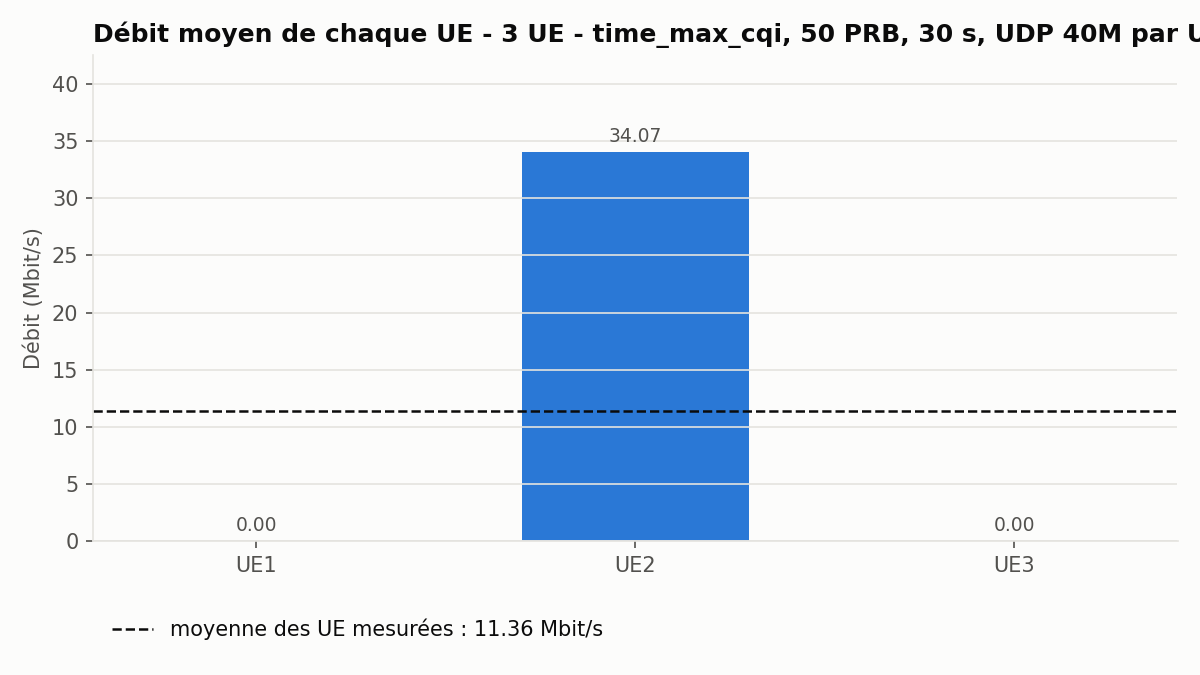 Débit moyen de chaque UE - 3 UE - time_max_cqi, 50 PRB, 30 s, UDP 40M par U
40
35
30
25
20
15
10
5
0
Débit (Mbit/s)
34.07
0.00
0.00
UE1
UE2
UE3
moyenne des UE mesurées : 11.36 Mbit/s